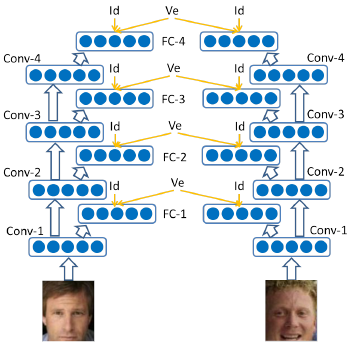 Id Ve Id
FC-4
Conv-4 Conv-4
Id Ve Id
FC-3
Conv-3 Conv-3
Id Ve Id
FC-2
Conv-2 Conv-2
Id Ve Id
FC-1
Conv-1 Conv-1